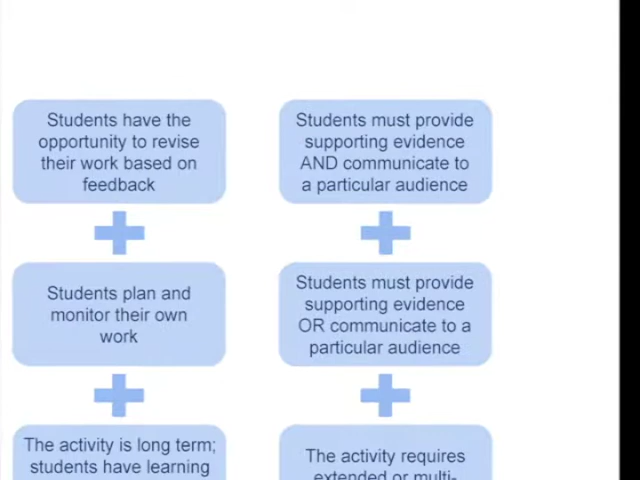 Students have the
opportunity to revise
their work based on
feedback
Students must provide
supporting evidence
AND communicate to
a particular audience
Students plan and
monitor their own
work
Students must provide
supporting evidence
OR communicate to a
particular audience
The activity is long term;
students have learning
The activity requires
extended or multi-